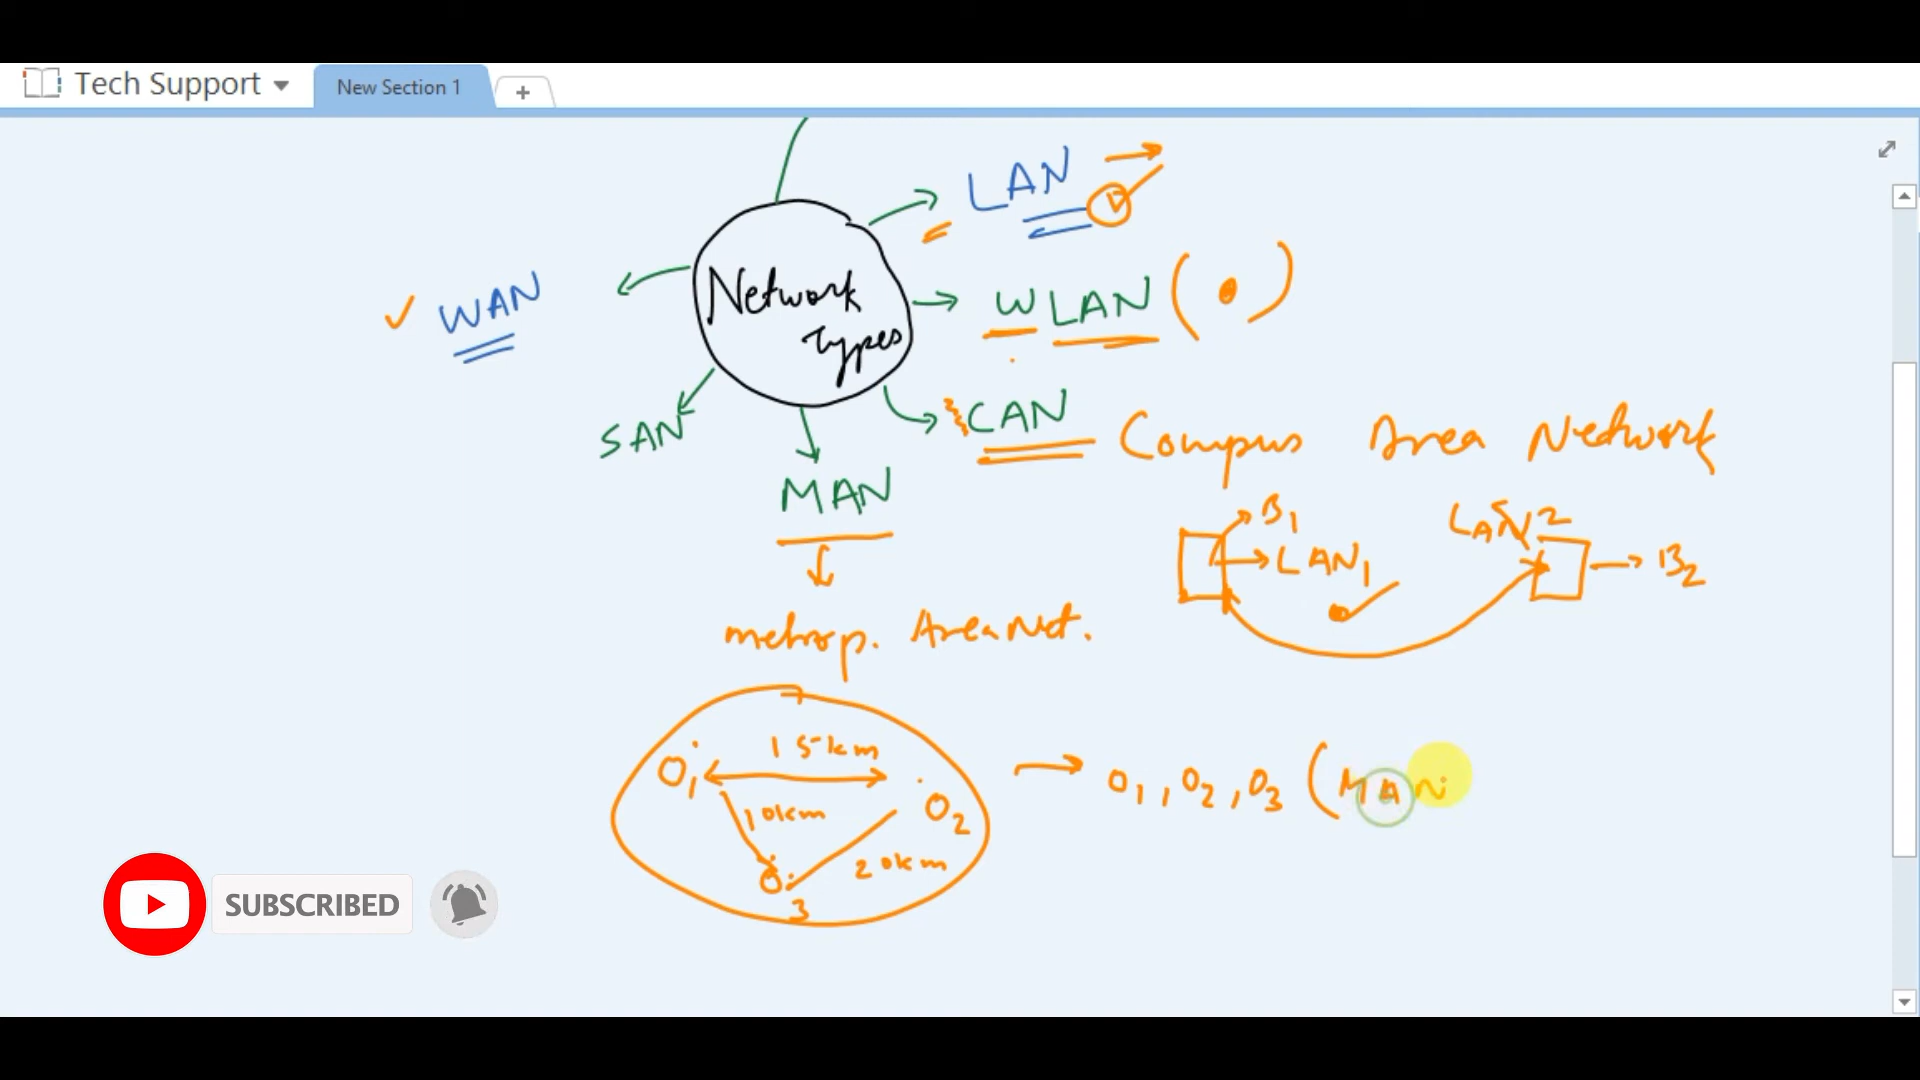 Tech Support
New Section 1
+
LAN
Network
Types
WLAN ( )
WAN
CAN Compus Area Network
SAN
MAN
B1
LAN1
LAN2
B2
metrop. Area Net.
O1
15km
O2
10km
20km
O3
O1, O2, O3 (MAN
SUBSCRIBED